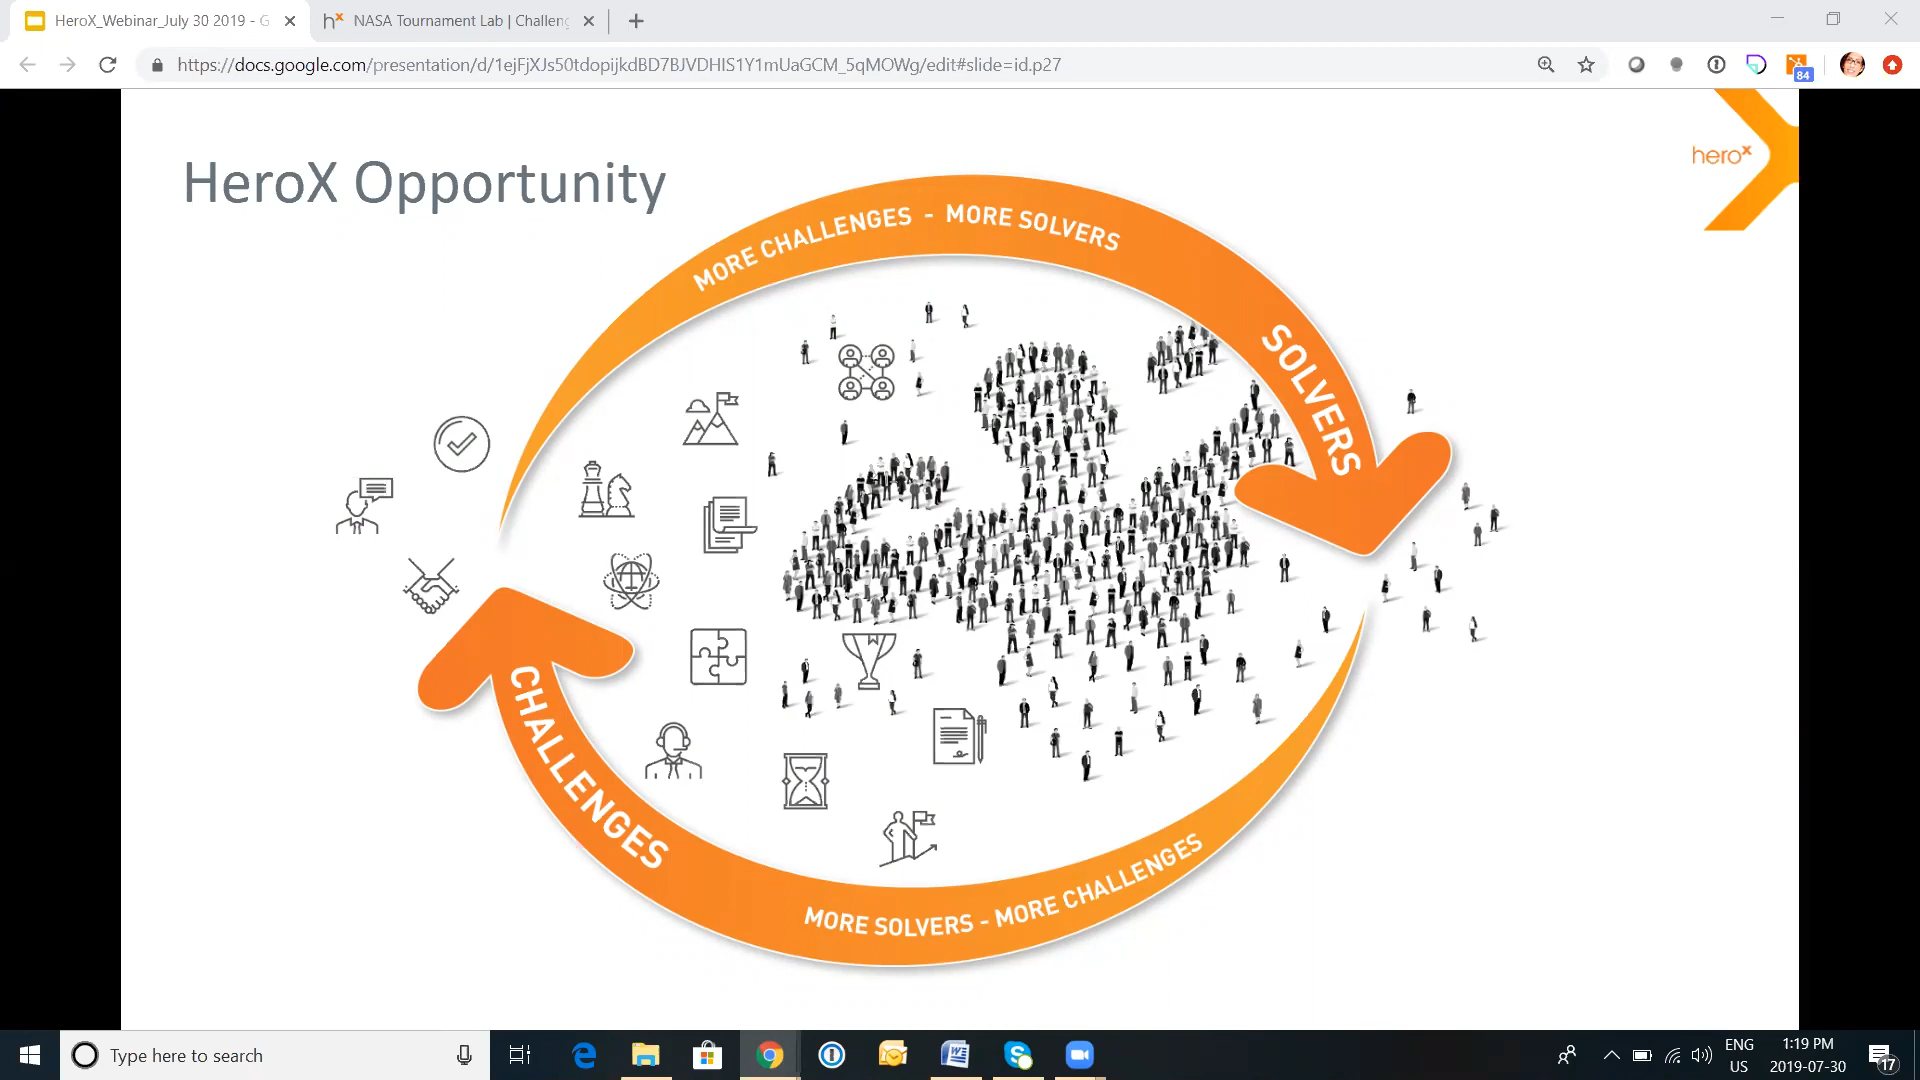 HeroX_Webinar_July 30 2019 - G
NASA Tournament Lab | Challeng
https://docs.google.com/presentation/d/1ejFjXJs50tdopijkdBD7BJVDHIS1Y1mUaGCM_5qMOWg/edit#slide=id.p27
84
HeroX Opportunity
herox
MORE CHALLENGES - MORE SOLVERS
SOLVERS
CHALLENGES
MORE SOLVERS - MORE CHALLENGES
Type here to search
ENG
US
1:19 PM
2019-07-30
17